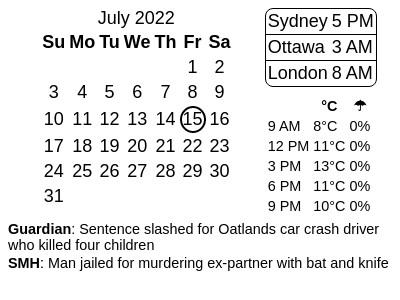 July 2022
Su Mo Tu We Th Fr Sa
1 2
3 4 5 6 7 8 9
10 11 12 13 14 15 16
17 18 19 20 21 22 23
24 25 26 27 28 29 30
31
Sydney 5 PM
Ottawa 3 AM
London 8 AM
°C ☂
9 AM 8°C 0%
12 PM 11°C 0%
3 PM 13°C 0%
6 PM 11°C 0%
9 PM 10°C 0%
Guardian: Sentence slashed for Oatlands car crash driver
who killed four children
SMH: Man jailed for murdering ex-partner with bat and knife